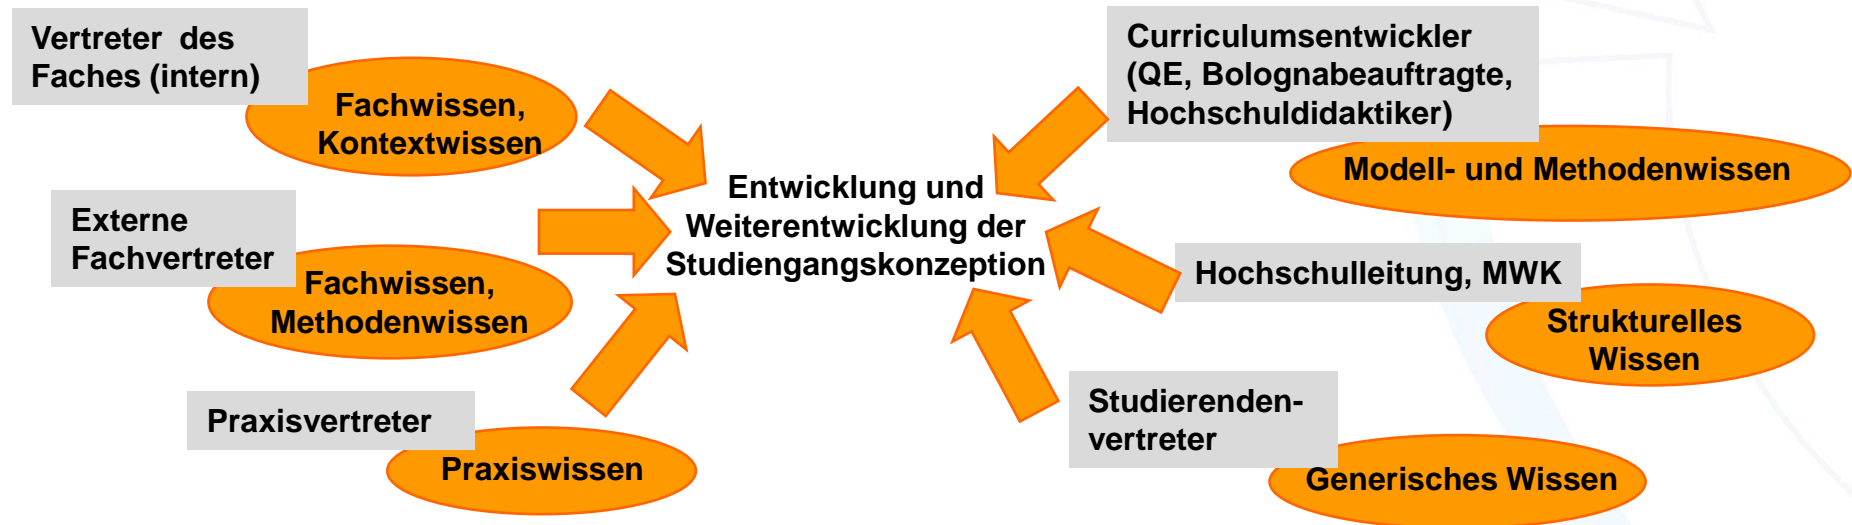 Vertreter des
Faches (intern)
Fachwissen,
Kontextwissen
Externe
Fachvertreter
Fachwissen,
Methodenwissen
Praxisvertreter
Praxiswissen
Entwicklung und
Weiterentwicklung der
Studiengangskonzeption
Curriculumsentwickler
(QE, Bolognabeauftragte,
Hochschuldidaktiker)
Modell- und Methodenwissen
Hochschulleitung, MWK
Strukturelles
Wissen
Studierenden-
vertreter
Generisches Wissen